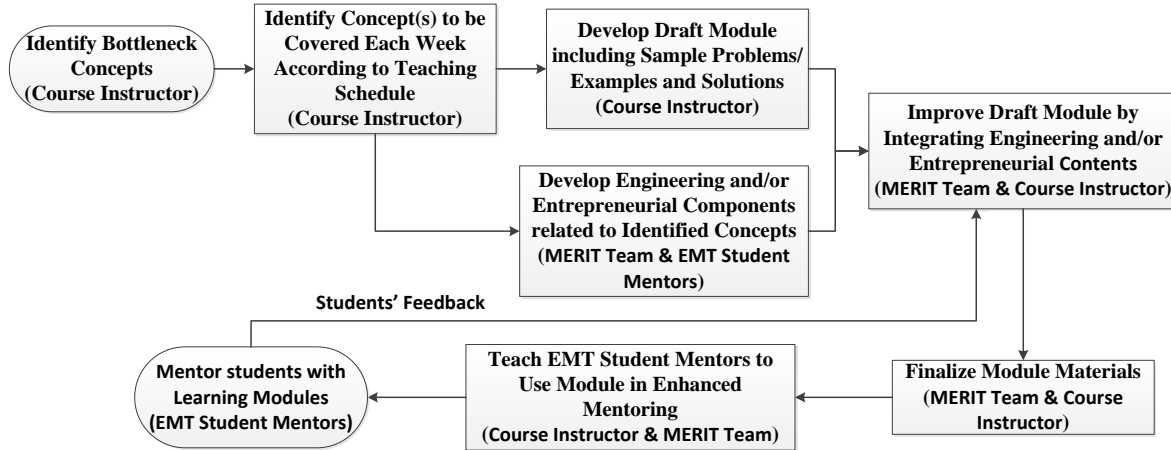 Identify Bottleneck
Concepts
(Course Instructor)
Identify Concept(s) to be
Covered Each Week
According to Teaching
Schedule
(Course Instructor)
Develop Draft Module
including Sample Problems/
Examples and Solutions
(Course Instructor)
Develop Engineering and/or
Entrepreneurial Components
related to Identified Concepts
(MERIT Team & EMT Student
Mentors)
Improve Draft Module by
Integrating Engineering and/or
Entrepreneurial Contents
(MERIT Team & Course Instructor)
Students’ Feedback
Mentor students with
Learning Modules
(EMT Student Mentors)
Teach EMT Student Mentors to
Use Module in Enhanced
Mentoring
(Course Instructor & MERIT Team)
Finalize Module Materials
(MERIT Team & Course
Instructor)